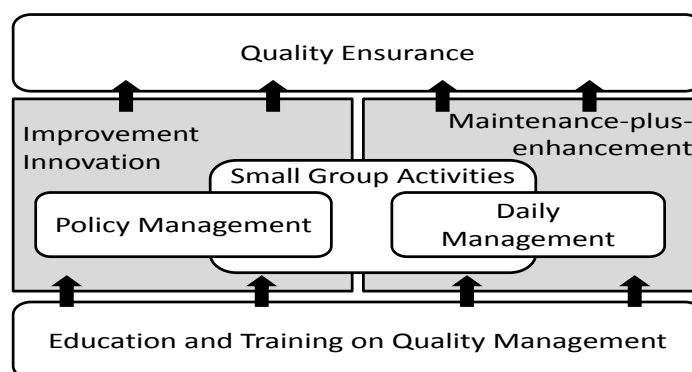 Quality Ensurance
Improvement
Innovation
Maintenance-plus-
enhancement
Small Group Activities
Policy Management
Daily
Management
Education and Training on Quality Management